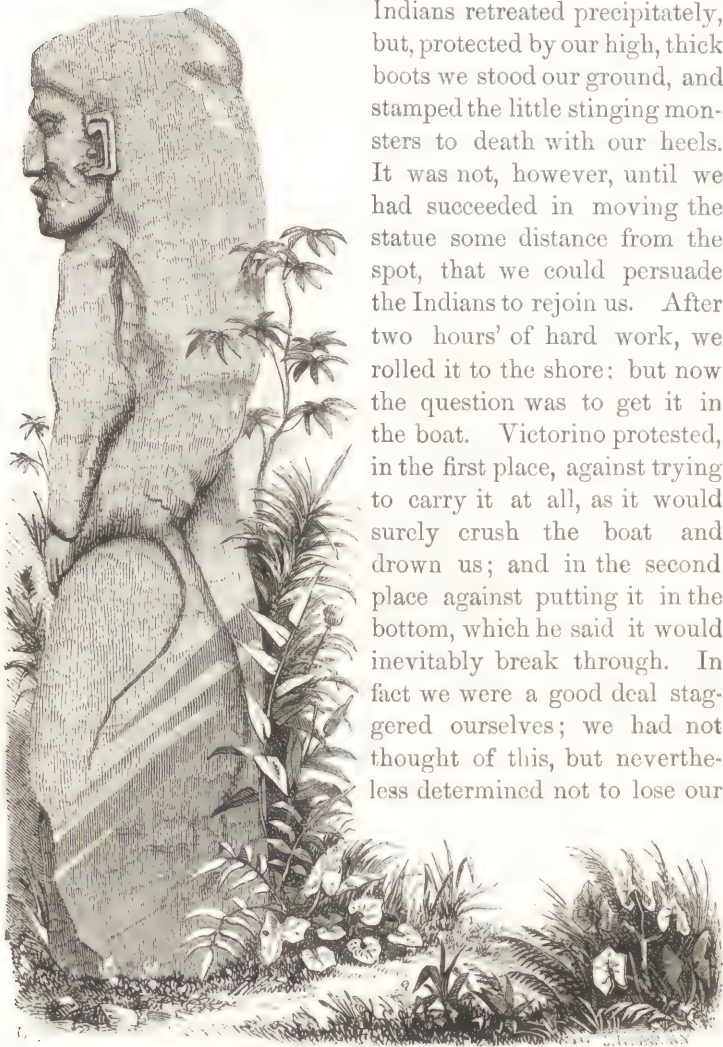 Indians retreated precipitately,
but, protected by our high, thick
boots we stood our ground, and
stamped the little stinging mon-
sters to death with our heels.
It was not, however, until we
had succeeded in moving the
statue some distance from the
spot, that we could persuade
the Indians to rejoin us. After
two hours' of hard work, we
rolled it to the shore; but now
the question was to get it in
the boat. Victorino protested,
in the first place, against trying
to carry it at all, as it would
surely crush the boat and
drown us; and in the second
place against putting it in the
bottom, which he said it would
inevitably break through. In
fact we were a good deal stag-
gered ourselves; we had not
thought of this, but neverthe-
less determined not to lose our